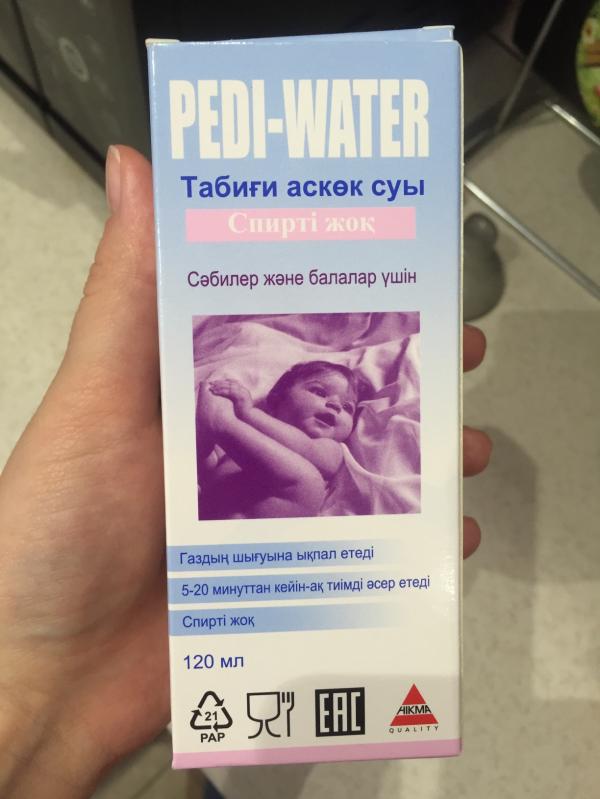 PEDI-WATER
Табиғи аскөк суы
Спирті жоқ
Сәбилер және балалар үшін
Газдың шығуына ықпал етеді
5-20 минуттан кейін-ақ тиімді әсер етеді
Спирті жоқ
120 мл
21
PAP
EAC
HIKMA
QUALITY